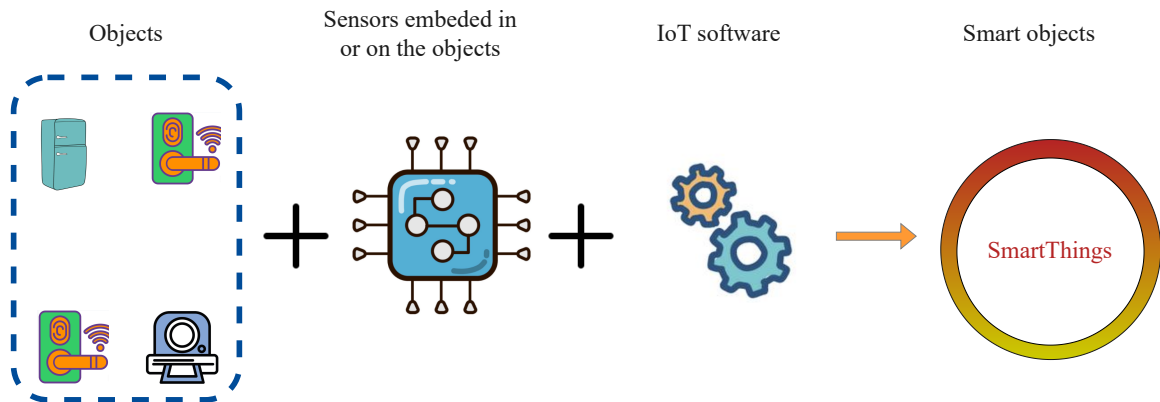 Objects
Sensors embeded in
or on the objects
IoT software
Smart objects
SmartThings